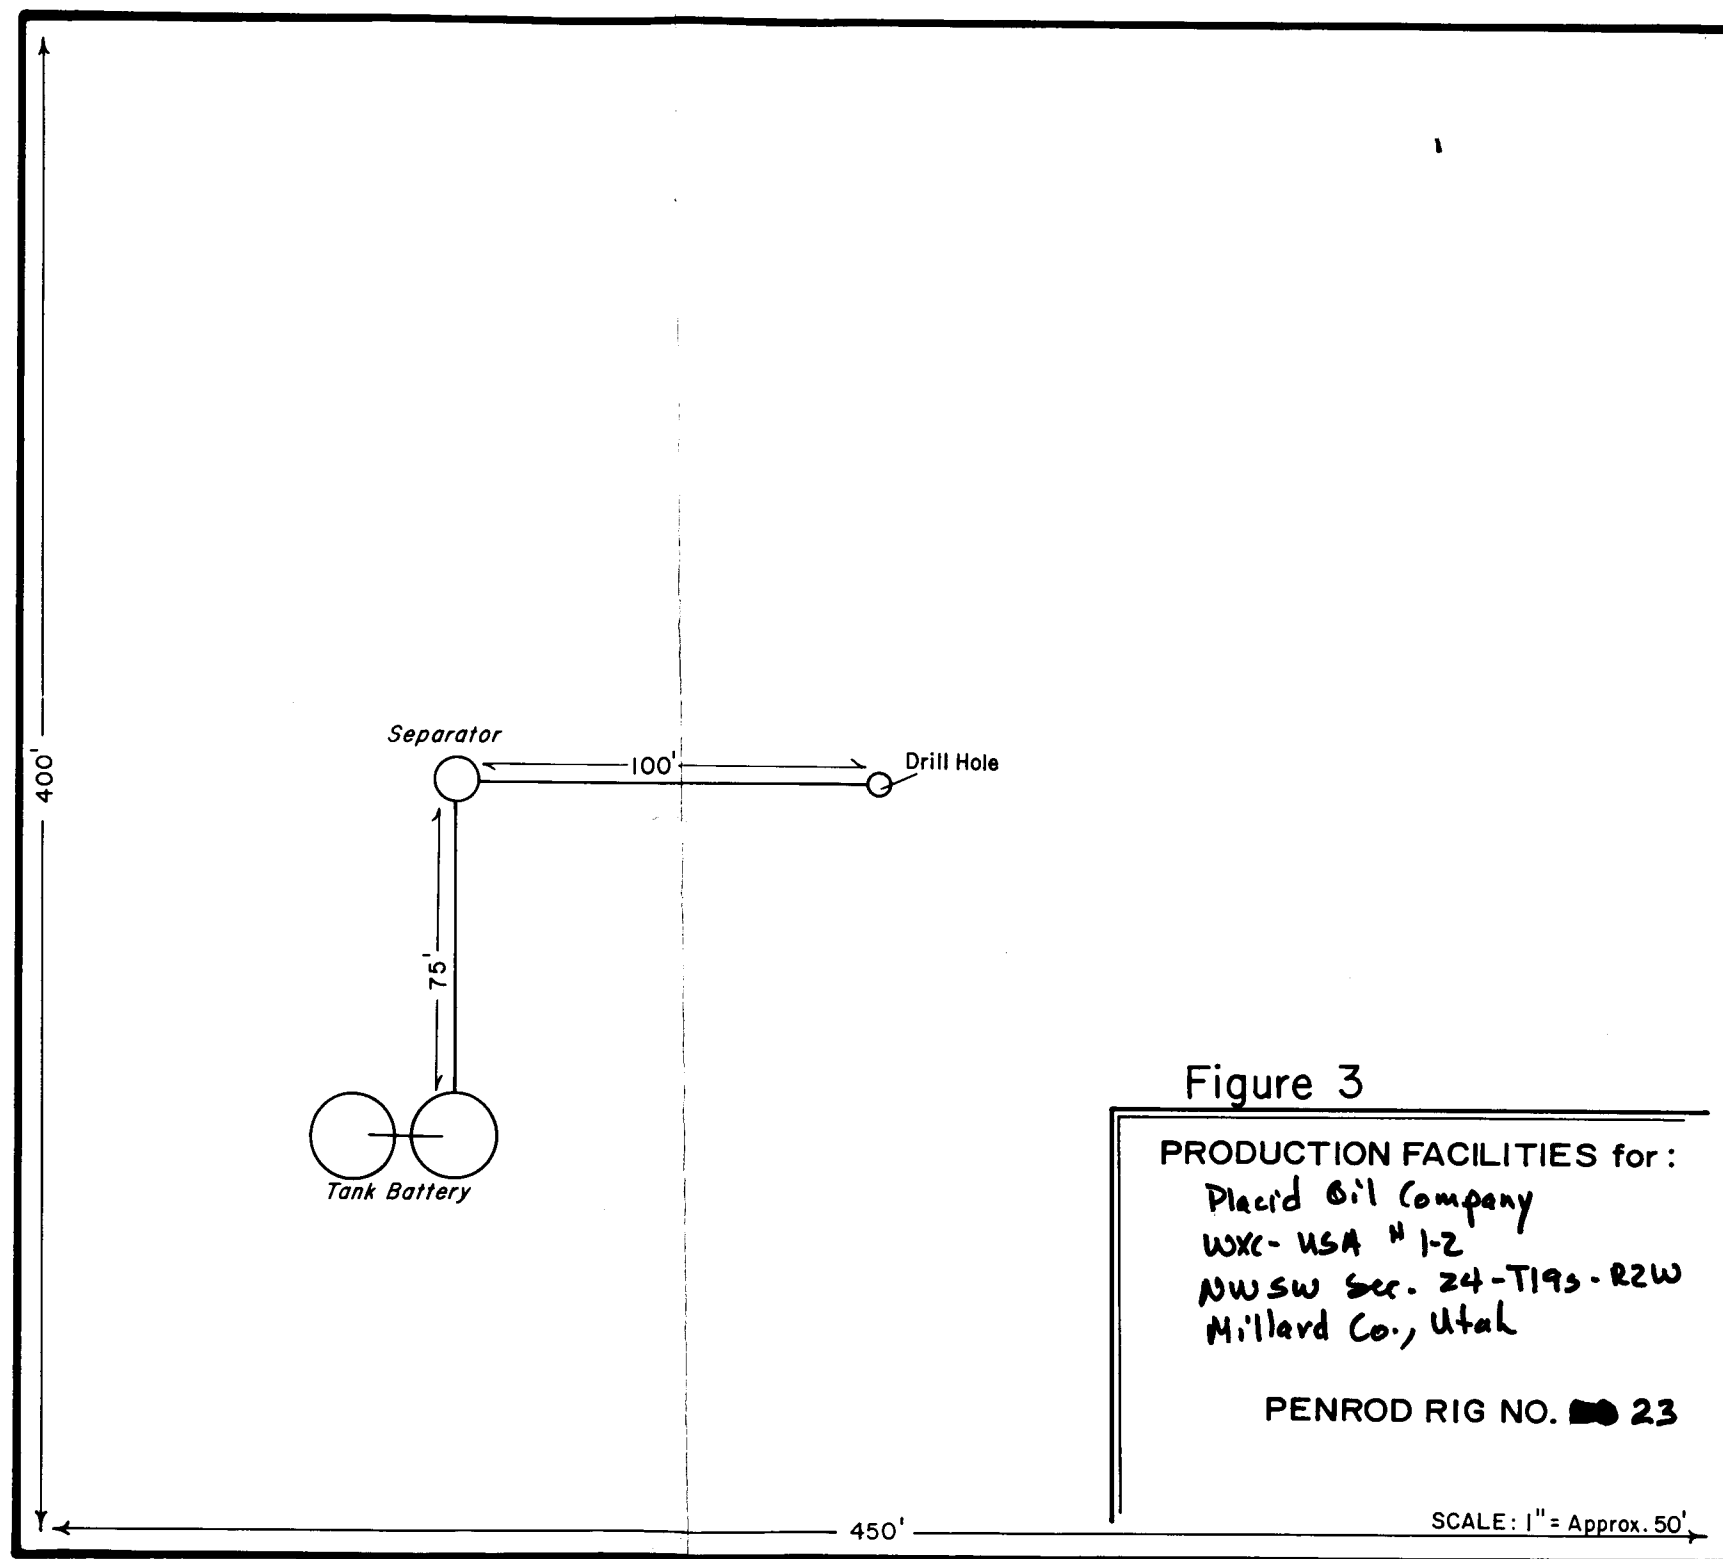 400'
Separator
100'
Drill Hole
75'
Tank Battery
Figure 3
PRODUCTION FACILITIES for:
Placid Oil Company
WXC- USA # 1-2
NWSW Sec. 24-T19S-R2W
Millard Co., Utah
PENROD RIG NO. 23
SCALE: 1" = Approx. 50'
450'